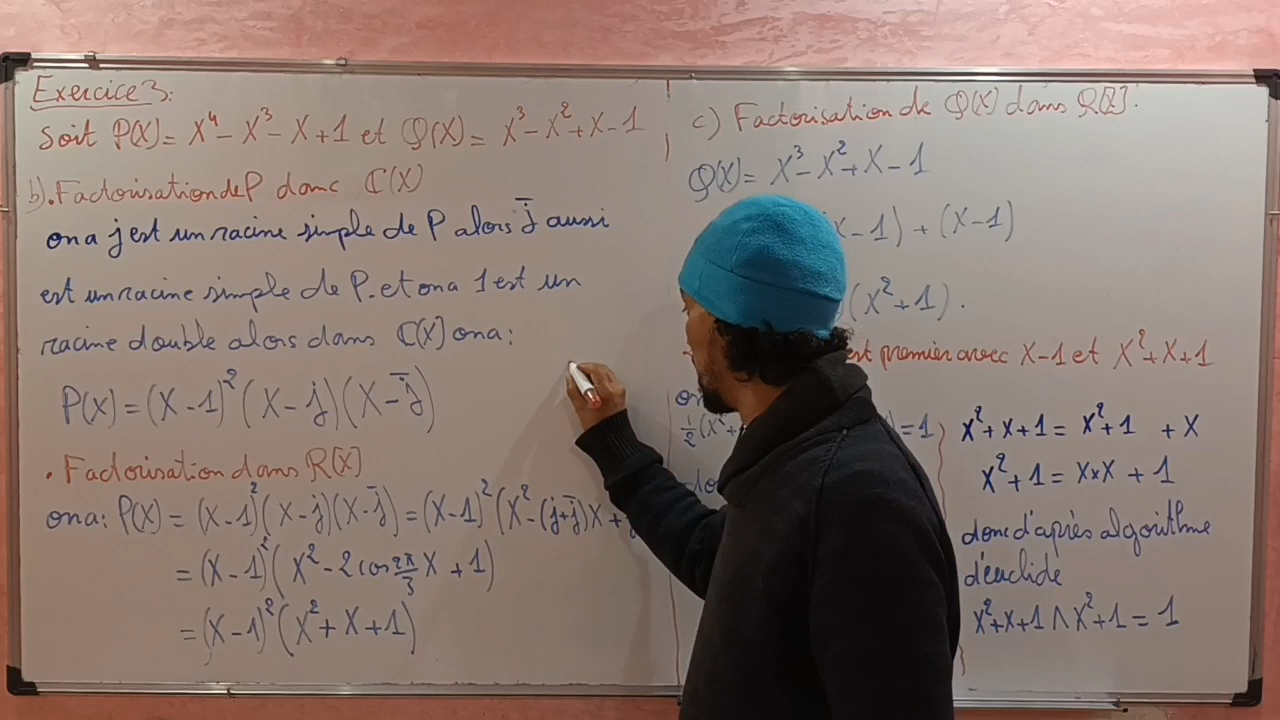 Exercice 3:
Soit P(X)= X⁴ - X³ - X + 1 et Q(X)= X³ - X² + X - 1
b). Factorisation de P danc ℂ(X)
on a j est un racine simple de P alors j̄ aussi
est un racine simple de P. et on a 1 est un
racine double alors dans ℂ(X] on a:
P(X) = (X-1)² (X-j)(X-j̄)
• Factorisation dans ℝ[X]
on a: P(X) = (X-1)²(X-j)(X-j̄) = (X-1)²(X²-(j+j̄)X +
= (X-1)²(X² - 2cos 2π/3 X + 1)
= (X-1)²(X² + X + 1)
c) Factorisation de Q(X) dans ℝ[X].
Q(X) = X³ - X² + X - 1
X-1) + (X-1)
(X²+1).
est premier avec X-1 et X²+X+1
1/2(X²+ )=1
X²+X+1 = X²+1 + X
X²+1 = X×X + 1
donc d'après algorithme
d'euclide
X²+X+1 ∧ X²+1 = 1